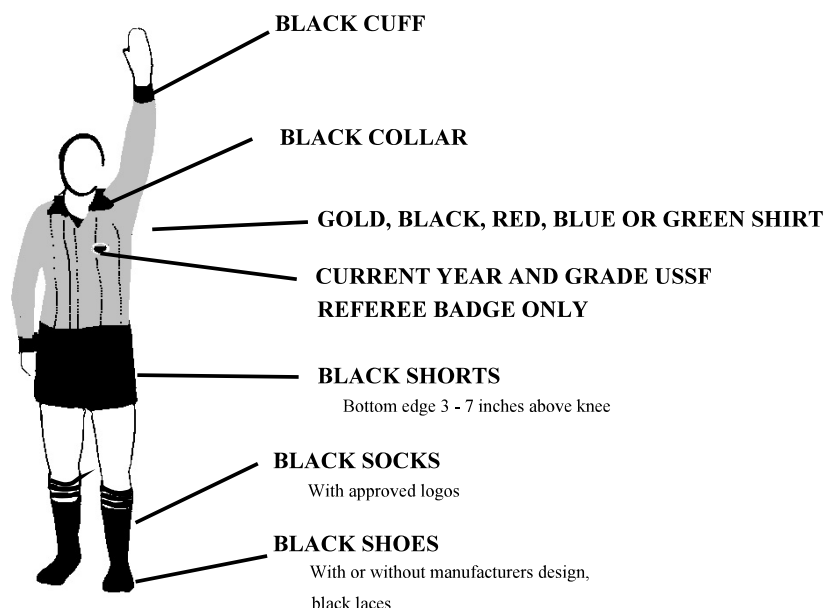 BLACK CUFF
BLACK COLLAR
GOLD, BLACK, RED, BLUE OR GREEN SHIRT
CURRENT YEAR AND GRADE USSF
REFEREE BADGE ONLY
BLACK SHORTS
Bottom edge 3 - 7 inches above knee
BLACK SOCKS
With approved logos
BLACK SHOES
With or without manufacturers design,
black laces